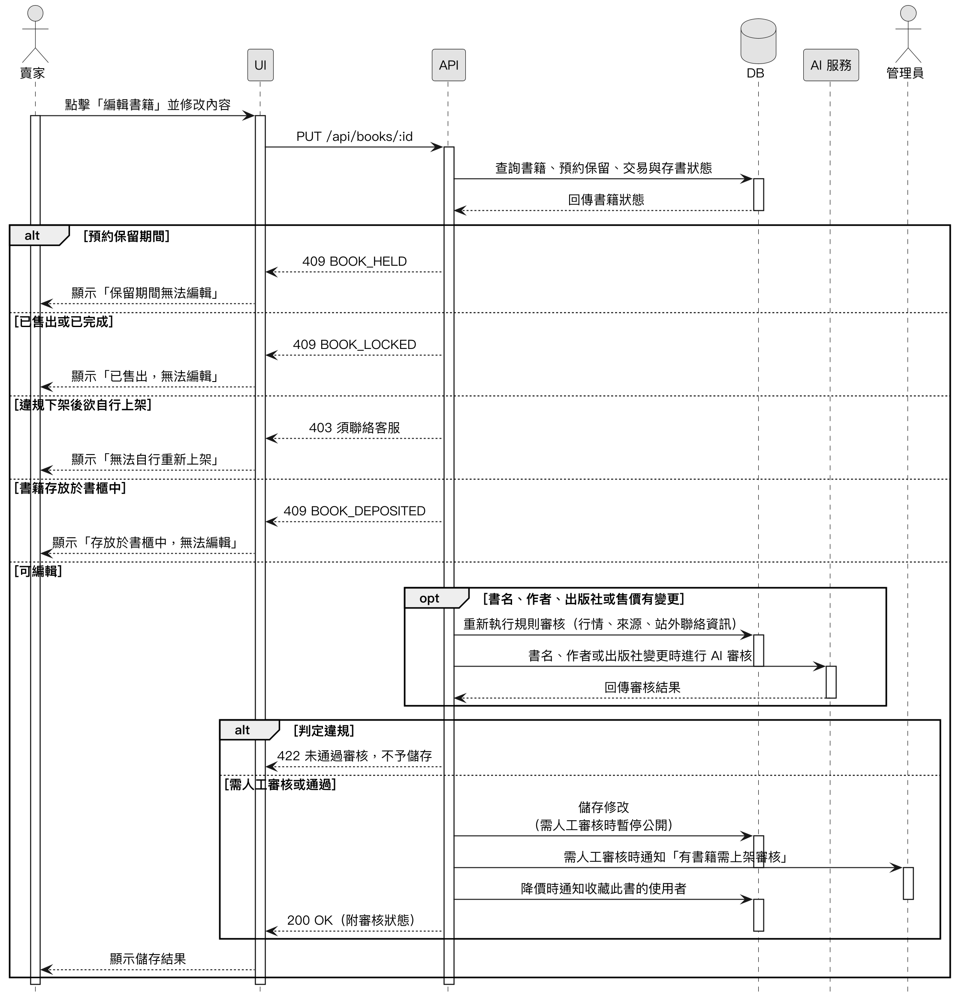 賣家
UI
API
DB
AI 服務
管理員
點擊「編輯書籍」並修改內容
PUT /api/books/:id
查詢書籍、預約保留、交易與存書狀態
回傳書籍狀態
alt [預約保留期間]
409 BOOK_HELD
顯示「保留期間無法編輯」
[已售出或已完成]
409 BOOK_LOCKED
顯示「已售出，無法編輯」
[違規下架後欲自行上架]
403 須聯絡客服
顯示「無法自行重新上架」
[書籍存放於書櫃中]
409 BOOK_DEPOSITED
顯示「存放於書櫃中，無法編輯」
[可編輯]
opt [書名、作者、出版社或售價有變更]
重新執行規則審核（行情、來源、站外聯絡資訊）
書名、作者或出版社變更時進行 AI 審核
回傳審核結果
alt [判定違規]
422 未通過審核，不予儲存
[需人工審核或通過]
儲存修改
（需人工審核時暫停公開）
需人工審核時通知「有書籍需上架審核」
降價時通知收藏此書的使用者
200 OK（附審核狀態）
顯示儲存結果